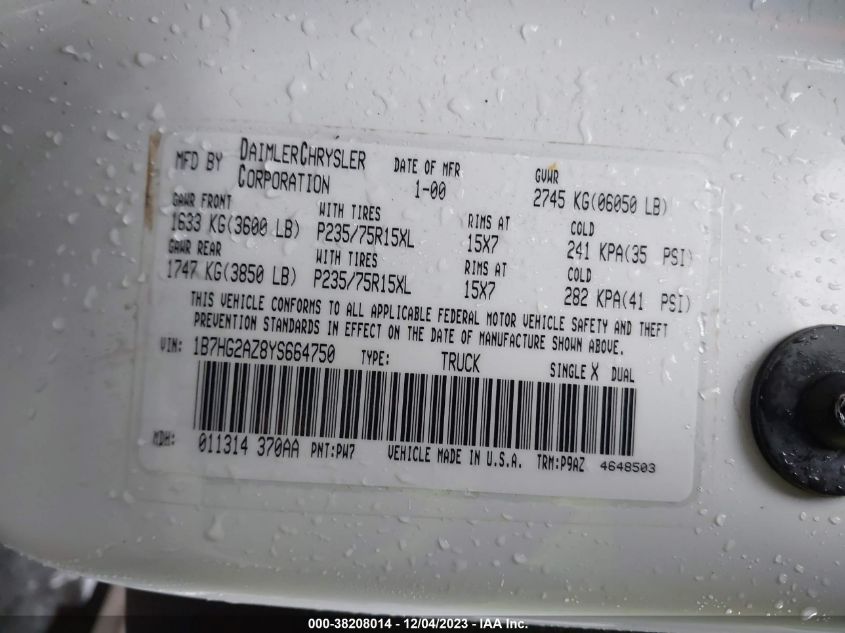 MFD BY DAIMLERCHRYSLER CORPORATION DATE OF MFR 1-00 GVWR 2745 KG(06050 LB)
GAWR FRONT WITH TIRES RIMS AT COLD
1633 KG(3600 LB) P235/75R15XL 15X7 241 KPA(35 PSI)
GAWR REAR WITH TIRES RIMS AT COLD
1747 KG(3850 LB) P235/75R15XL 15X7 282 KPA(41 PSI)
THIS VEHICLE CONFORMS TO ALL APPLICABLE FEDERAL MOTOR VEHICLE SAFETY AND THEFT
PREVENTION STANDARDS IN EFFECT ON THE DATE OF MANUFACTURE SHOWN ABOVE.
VIN: 1B7HG2AZ8YS664750 TYPE: TRUCK SINGLE X DUAL
MDH: 011314 370AA PNT:PW7 VEHICLE MADE IN U.S.A. TRM:P9AZ 4648503
000-38208014 - 12/04/2023 - IAA Inc.